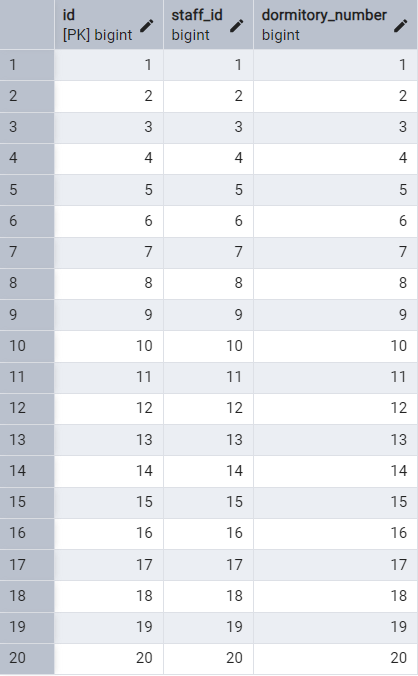 id staff_id dormitory_number
[PK] bigint bigint bigint
1 1 1 1
2 2 2 2
3 3 3 3
4 4 4 4
5 5 5 5
6 6 6 6
7 7 7 7
8 8 8 8
9 9 9 9
10 10 10 10
11 11 11 11
12 12 12 12
13 13 13 13
14 14 14 14
15 15 15 15
16 16 16 16
17 17 17 17
18 18 18 18
19 19 19 19
20 20 20 20